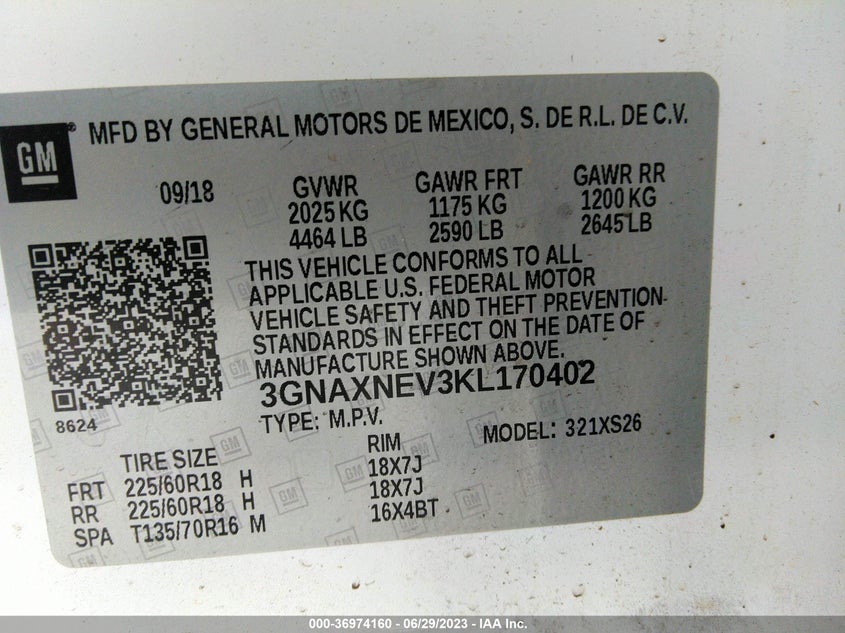 GM ® MFD BY GENERAL MOTORS DE MEXICO, S. DE R.L. DE C.V.
09/18 GVWR GAWR FRT GAWR RR
2025 KG 1175 KG 1200 KG
4464 LB 2590 LB 2645 LB
THIS VEHICLE CONFORMS TO ALL
APPLICABLE U.S. FEDERAL MOTOR
VEHICLE SAFETY AND THEFT PREVENTION
STANDARDS IN EFFECT ON THE DATE OF
MANUFACTURE SHOWN ABOVE.
3GNAXNEV3KL170402
8624 TYPE: M.P.V. MODEL: 321XS26
TIRE SIZE RIM
FRT 225/60R18 H 18X7J
RR 225/60R18 H 18X7J
SPA T135/70R16 M 16X4BT
000-36974160 - 06/29/2023 - IAA Inc.